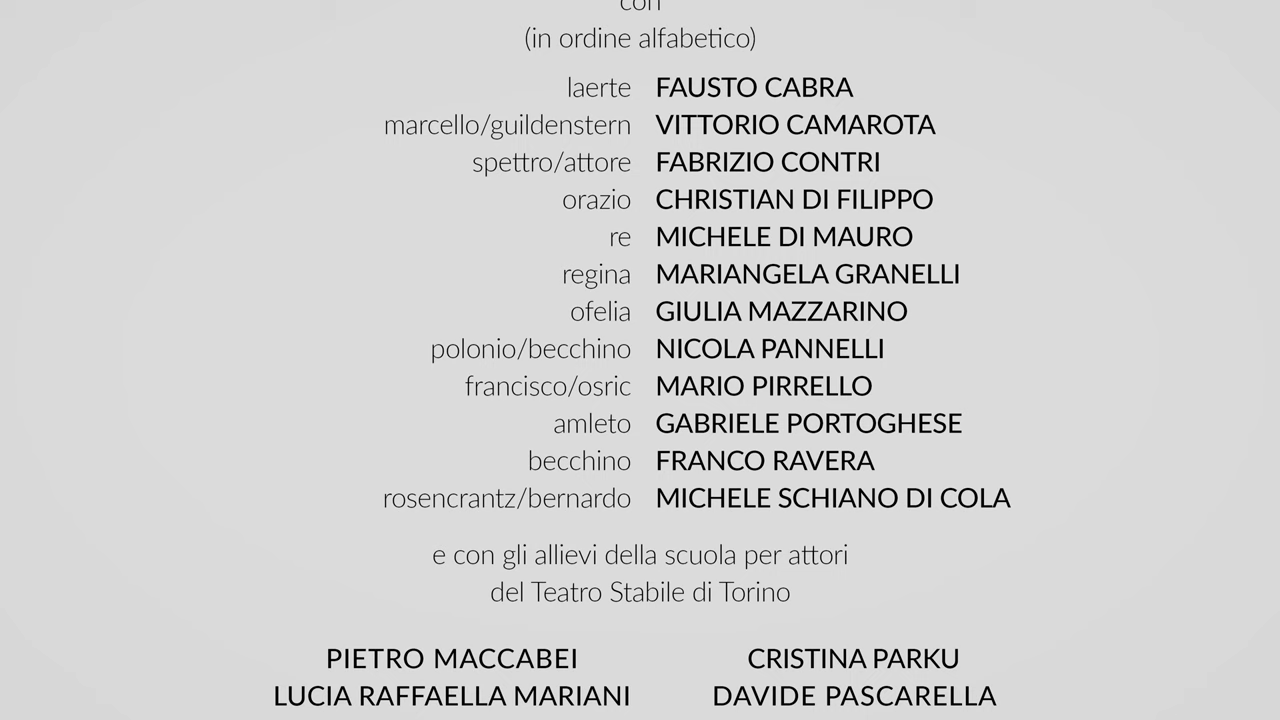 con
(in ordine alfabetico)
laerte FAUSTO CABRA
marcello/guildenstern VITTORIO CAMAROTA
spettro/attore FABRIZIO CONTRI
orazio CHRISTIAN DI FILIPPO
re MICHELE DI MAURO
regina MARIANGELA GRANELLI
ofelia GIULIA MAZZARINO
polonio/becchino NICOLA PANNELLI
francisco/osric MARIO PIRRELLO
amleto GABRIELE PORTOGHESE
becchino FRANCO RAVERA
rosencrantz/bernardo MICHELE SCHIANO DI COLA
e con gli allievi della scuola per attori
del Teatro Stabile di Torino
PIETRO MACCABEI CRISTINA PARKU
LUCIA RAFFAELLA MARIANI DAVIDE PASCARELLA